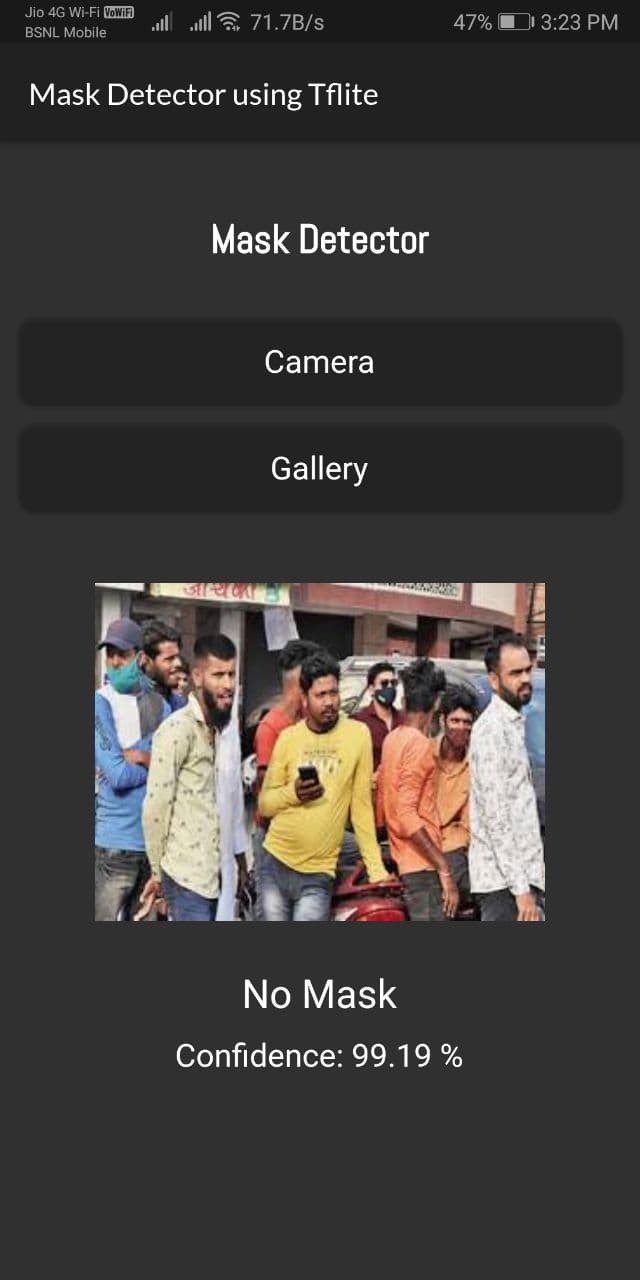 Jio 4G Wi-Fi VoWiFi
BSNL Mobile
71.7B/s
47%
3:23 PM
Mask Detector using Tflite
Mask Detector
Camera
Gallery
No Mask
Confidence: 99.19 %